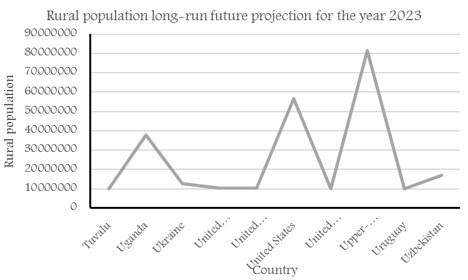 Rural population long-run future projection for the year 2023
Rural population
90000000
80000000
70000000
60000000
50000000
40000000
30000000
20000000
10000000
0
Tuvalu
Uganda
Ukraine
United...
United...
United States
United...
Upper-...
Uruguay
Uzbekistan
Country